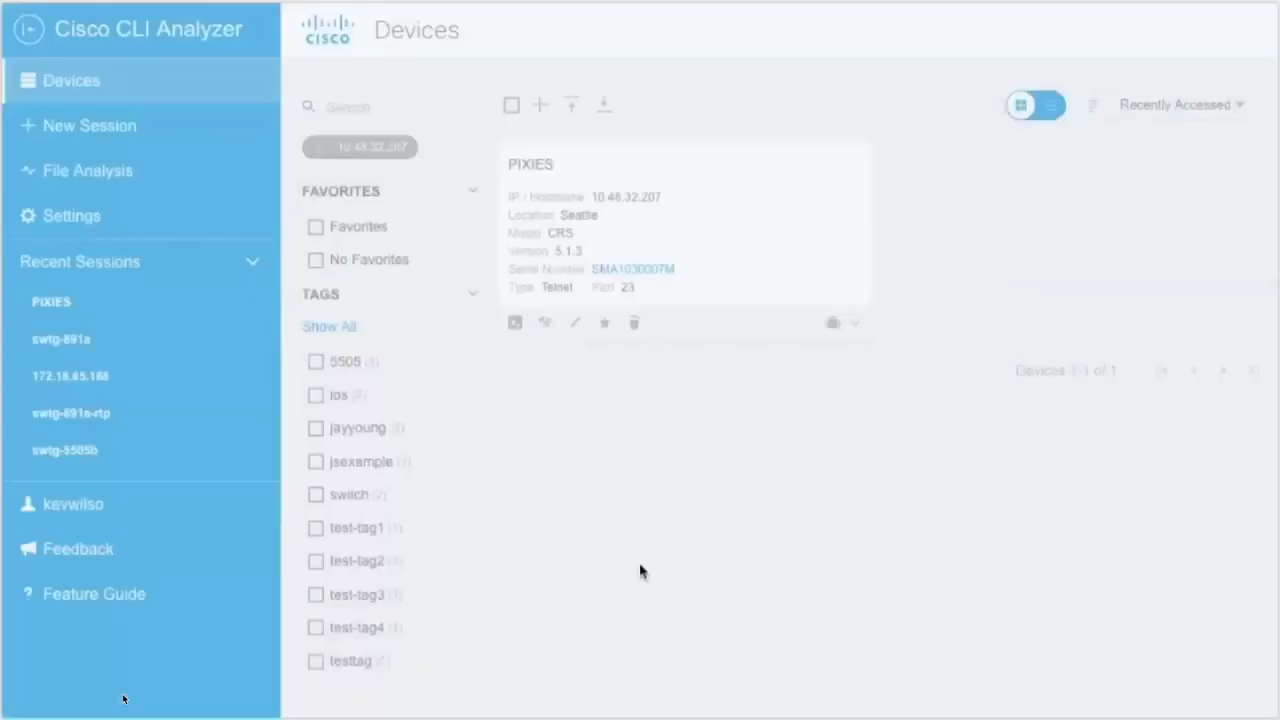 Cisco CLI Analyzer
CISCO
Devices
Devices
New Session
File Analysis
Settings
Recent Sessions
PIXIES
swtg-891a
172.18.85.188
swtg-891a-rtp
swtg-5505b
kevwilso
Feedback
? Feature Guide
Search
10.48.32.207
FAVORITES
Favorites
No Favorites
TAGS
Show All
5505 (1)
ios
jayyoung
jsexample
switch (2)
test-tag1
test-tag2
test-tag3
test-tag4 (1)
testtag
Recently Accessed
PIXIES
IP / Hostname 10.48.32.207
Location Seattle
Model CRS
Version 5.1.3
Serial Number SMA1030007M
Type Telnet Port 23
Devices 1-1 of 1